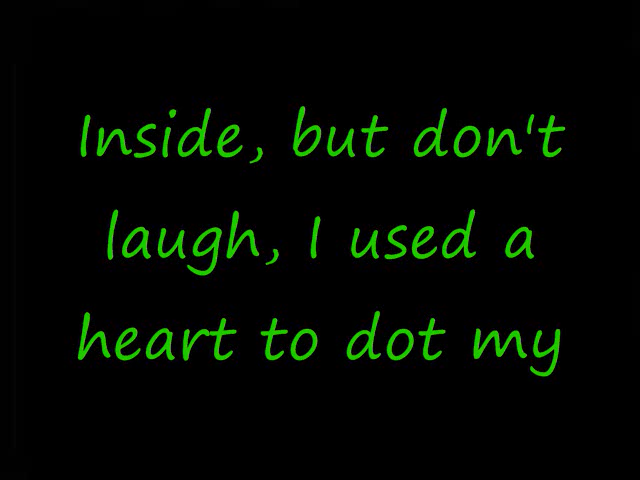 Inside, but don't
laugh, I used a
heart to dot my